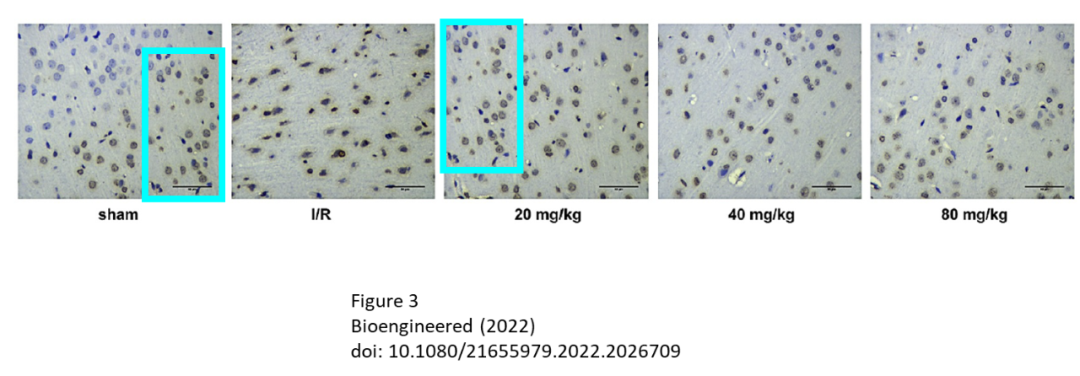 sham I/R 20 mg/kg 40 mg/kg 80 mg/kg
Figure 3
Bioengineered (2022)
doi: 10.1080/21655979.2022.2026709